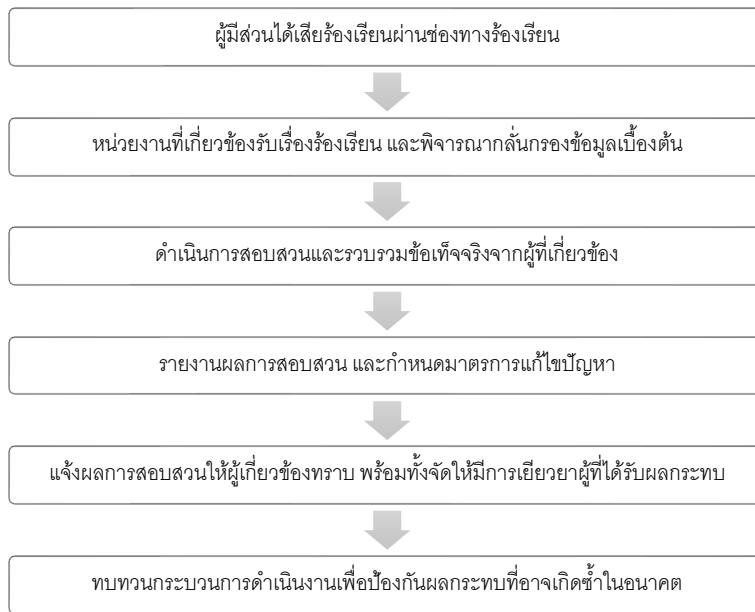 ผู้มีส่วนได้เสียร้องเรียนผ่านช่องทางร้องเรียน
หน่วยงานที่เกี่ยวข้องรับเรื่องร้องเรียน และพิจารณากลั่นกรองข้อมูลเบื้องต้น
ดำเนินการสอบสวนและรวบรวมข้อเท็จจริงจากผู้ที่เกี่ยวข้อง
รายงานผลการสอบสวน และกำหนดมาตรการแก้ไขปัญหา
แจ้งผลการสอบสวนให้ผู้เกี่ยวข้องทราบ พร้อมทั้งจัดให้มีการเยียวยาผู้ที่ได้รับผลกระทบ
ทบทวนกระบวนการดำเนินงานเพื่อป้องกันผลกระทบที่อาจเกิดซ้ำในอนาคต